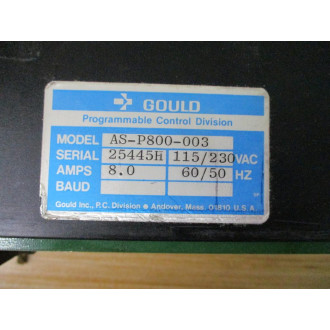 GOULD
Programmable Control Division
MODEL AS-P800-003
SERIAL 25445H 115/230 VAC
AMPS 8.0 60/50 HZ
BAUD
Gould Inc., P.C. Division ● Andover, Mass. 01810 U.S.A.